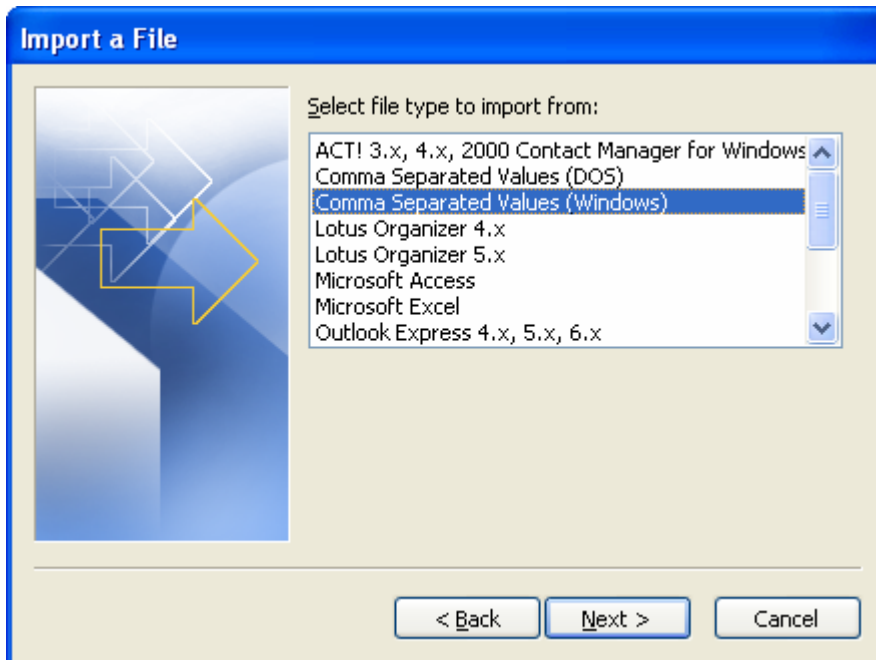 Import a File
Select file type to import from:
ACT! 3.x, 4.x, 2000 Contact Manager for Windows
Comma Separated Values (DOS)
Comma Separated Values (Windows)
Lotus Organizer 4.x
Lotus Organizer 5.x
Microsoft Access
Microsoft Excel
Outlook Express 4.x, 5.x, 6.x
< Back Next > Cancel